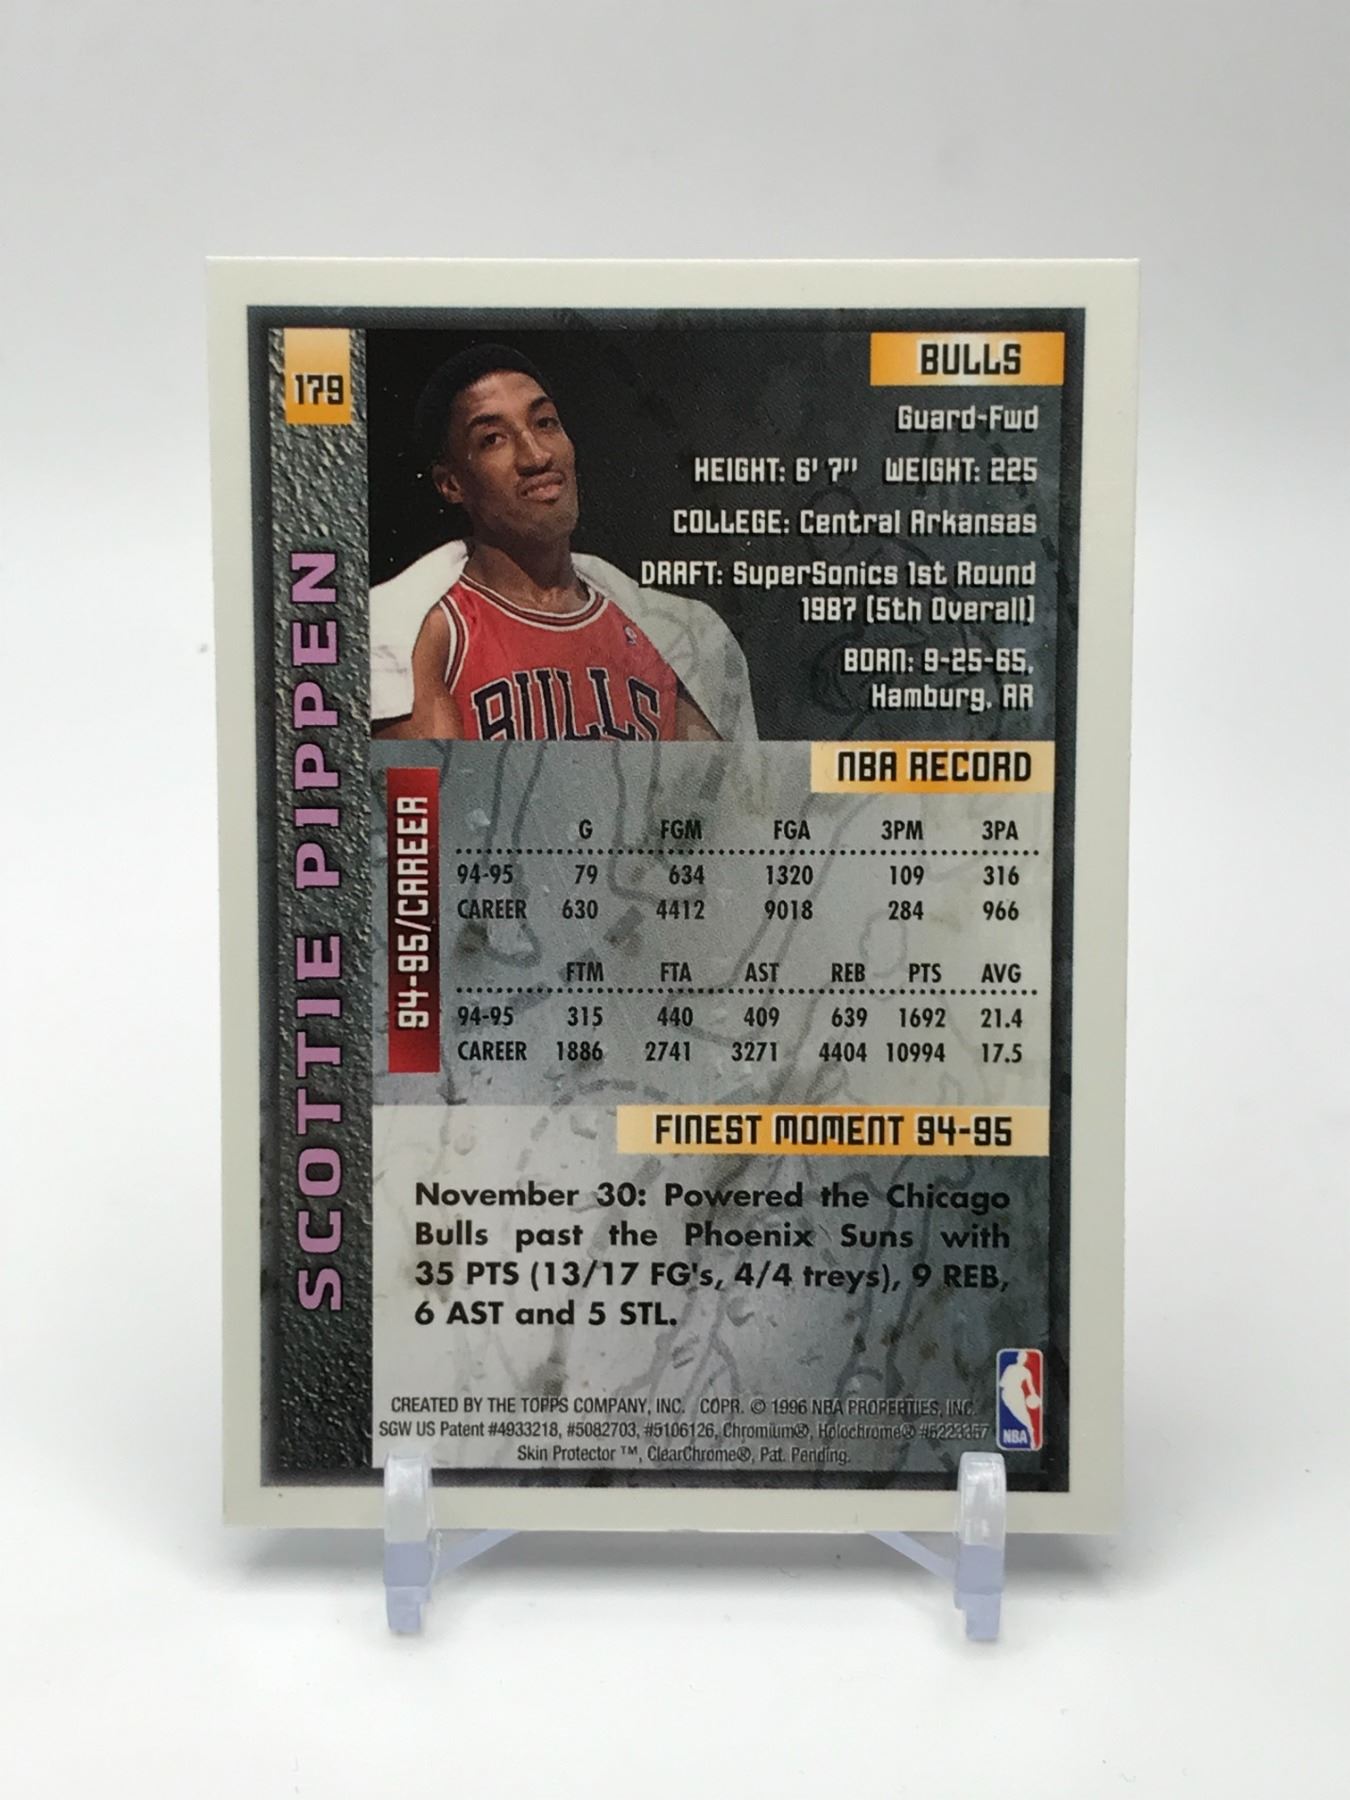 179
SCOTTIE PIPPEN
BULLS
BULLS
Guard-Fwd
HEIGHT: 6' 7" WEIGHT: 225
COLLEGE: Central Arkansas
DRAFT: SuperSonics 1st Round
1987 (5th Overall)
BORN: 9-25-65,
Hamburg, AR
NBA RECORD
94-95/CAREER
G FGM FGA 3PM 3PA
94-95 79 634 1320 109 316
CAREER 630 4412 9018 284 966
FTM FTA AST REB PTS AVG
94-95 315 440 409 639 1692 21.4
CAREER 1886 2741 3271 4404 10994 17.5
FINEST MOMENT 94-95
November 30: Powered the Chicago
Bulls past the Phoenix Suns with
35 PTS (13/17 FG's, 4/4 treys), 9 REB,
6 AST and 5 STL.
CREATED BY THE TOPPS COMPANY, INC. COPR. © 1996 NBA PROPERTIES, INC.
SGW US Patent #4933218, #5082703, #5106126, Chromium®, Holochrome® #5223357
Skin Protector ™, ClearChrome®, Pat. Pending.
NBA